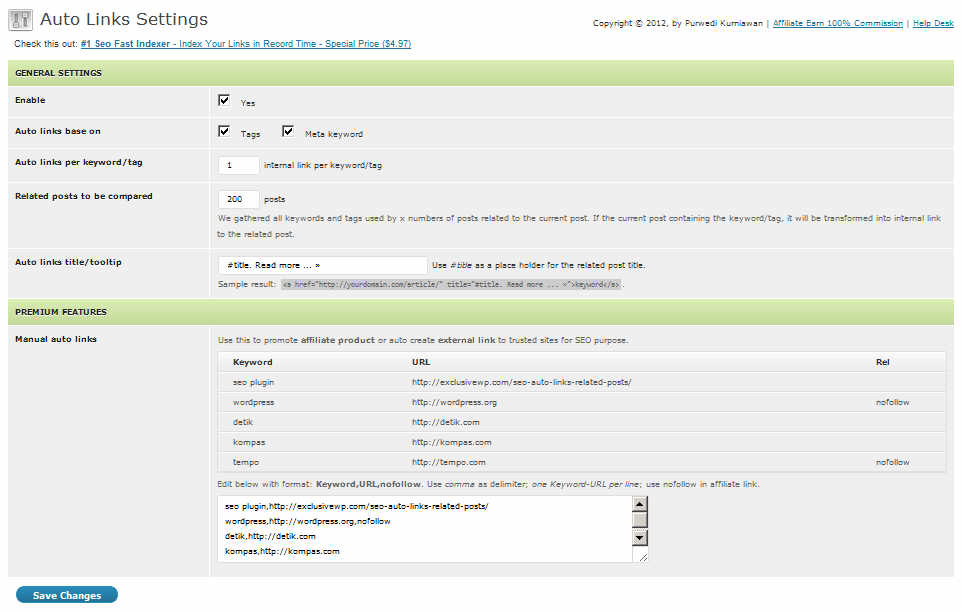 Auto Links Settings
Copyright © 2012, by Purwedi Kurniawan | Affiliate Earn 100% Commission | Help Desk
Check this out: #1 Seo Fast Indexer - Index Your Links in Record Time - Special Price ($4.97)
GENERAL SETTINGS
Enable Yes
Auto links base on Tags Meta keyword
Auto links per keyword/tag 1 internal link per keyword/tag
Related posts to be compared 200 posts
We gathered all keywords and tags used by x numbers of posts related to the current post. If the current post containing the keyword/tag, it will be transformed into internal link
to the related post.
Auto links title/tooltip #title. Read more ... » Use #title as a place holder for the related post title.
Sample result: <a href="http://yourdomain.com/article/" title="#title. Read more ... »">keyword</a> .
PREMIUM FEATURES
Manual auto links Use this to promote affiliate product or auto create external link to trusted sites for SEO purpose.
Keyword URL Rel
seo plugin http://exclusivewp.com/seo-auto-links-related-posts/
wordpress http://wordpress.org nofollow
detik http://detik.com
kompas http://kompas.com
tempo http://tempo.com nofollow
Edit below with format: Keyword,URL,nofollow. Use comma as delimiter; one Keyword-URL per line; use nofollow in affiliate link.
seo plugin,http://exclusivewp.com/seo-auto-links-related-posts/
wordpress,http://wordpress.org,nofollow
detik,http://detik.com
kompas,http://kompas.com
Save Changes